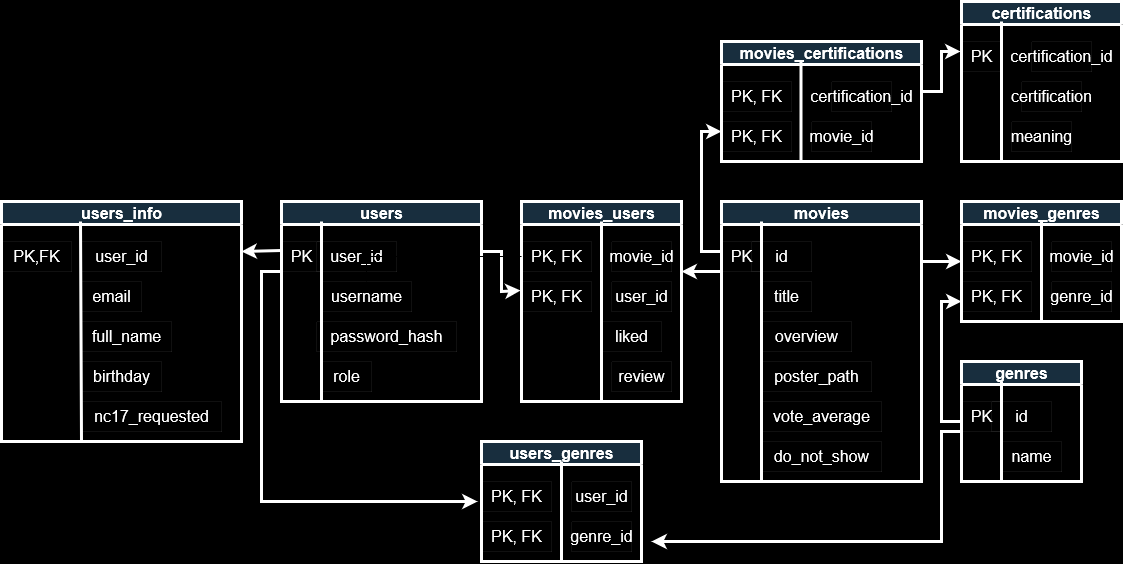 certifications
PK certification_id
certification
meaning
movies_certifications
PK, FK certification_id
PK, FK movie_id
users_info
PK,FK user_id
email
full_name
birthday
nc17_requested
users
PK user_id
username
password_hash
role
movies_users
PK, FK movie_id
PK, FK user_id
liked
review
movies
PK id
title
overview
poster_path
vote_average
do_not_show
movies_genres
PK, FK movie_id
PK, FK genre_id
genres
PK id
name
users_genres
PK, FK user_id
PK, FK genre_id